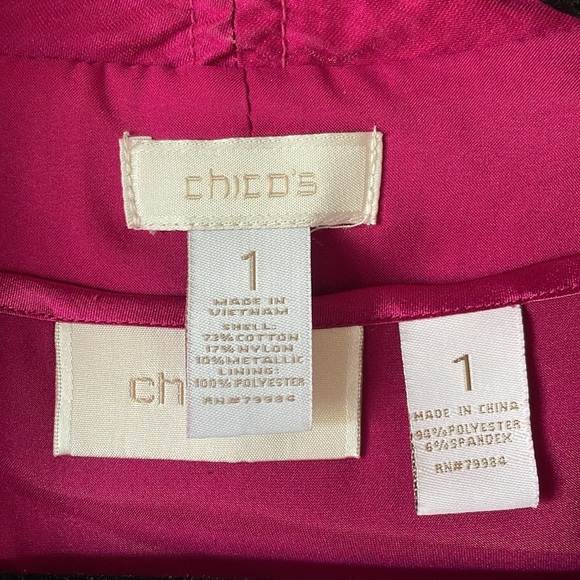 chico's
1
MADE IN
VIETNAM
SHELL:
73% COTTON
17% NYLON
10% METALLIC
LINING:
100% POLYESTER
RN#79984
ch
1
MADE IN CHINA
94% POLYESTER
6% SPANDEX
RN#79984